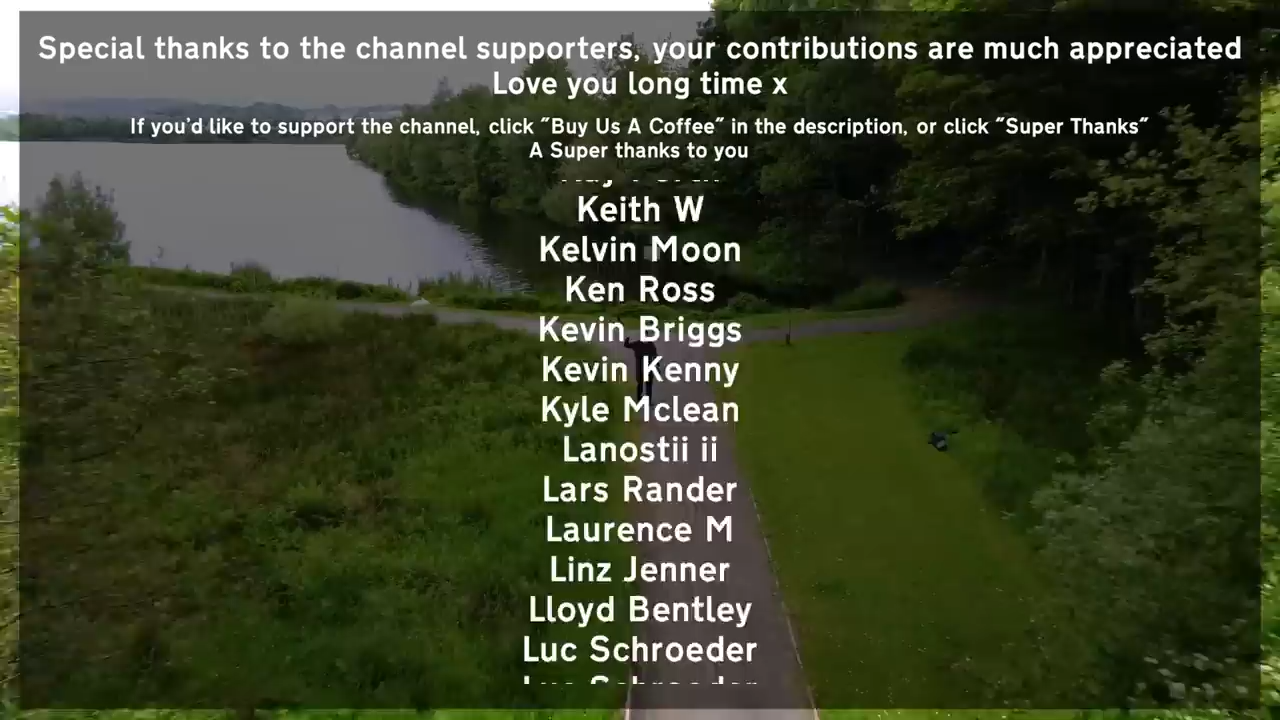 Special thanks to the channel supporters, your contributions are much appreciated
Love you long time x
If you'd like to support the channel, click "Buy Us A Coffee" in the description, or click "Super Thanks"
A Super thanks to you
Keith W
Kelvin Moon
Ken Ross
Kevin Briggs
Kevin Kenny
Kyle Mclean
Lanostii ii
Lars Rander
Laurence M
Linz Jenner
Lloyd Bentley
Luc Schroeder